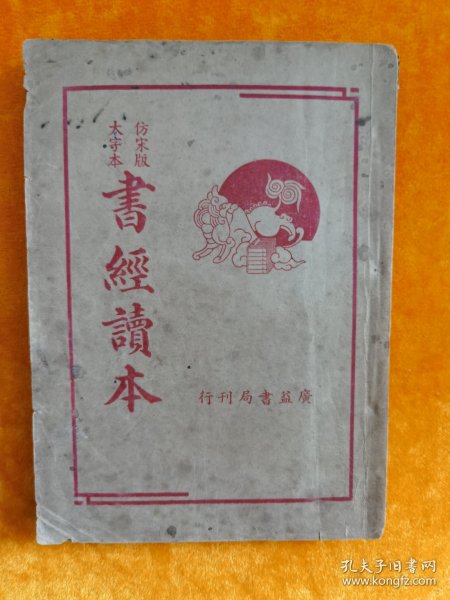 仿宋版
大字本
書經讀本
廣益書局刊行
孔夫子旧书网
www.kongfz.com